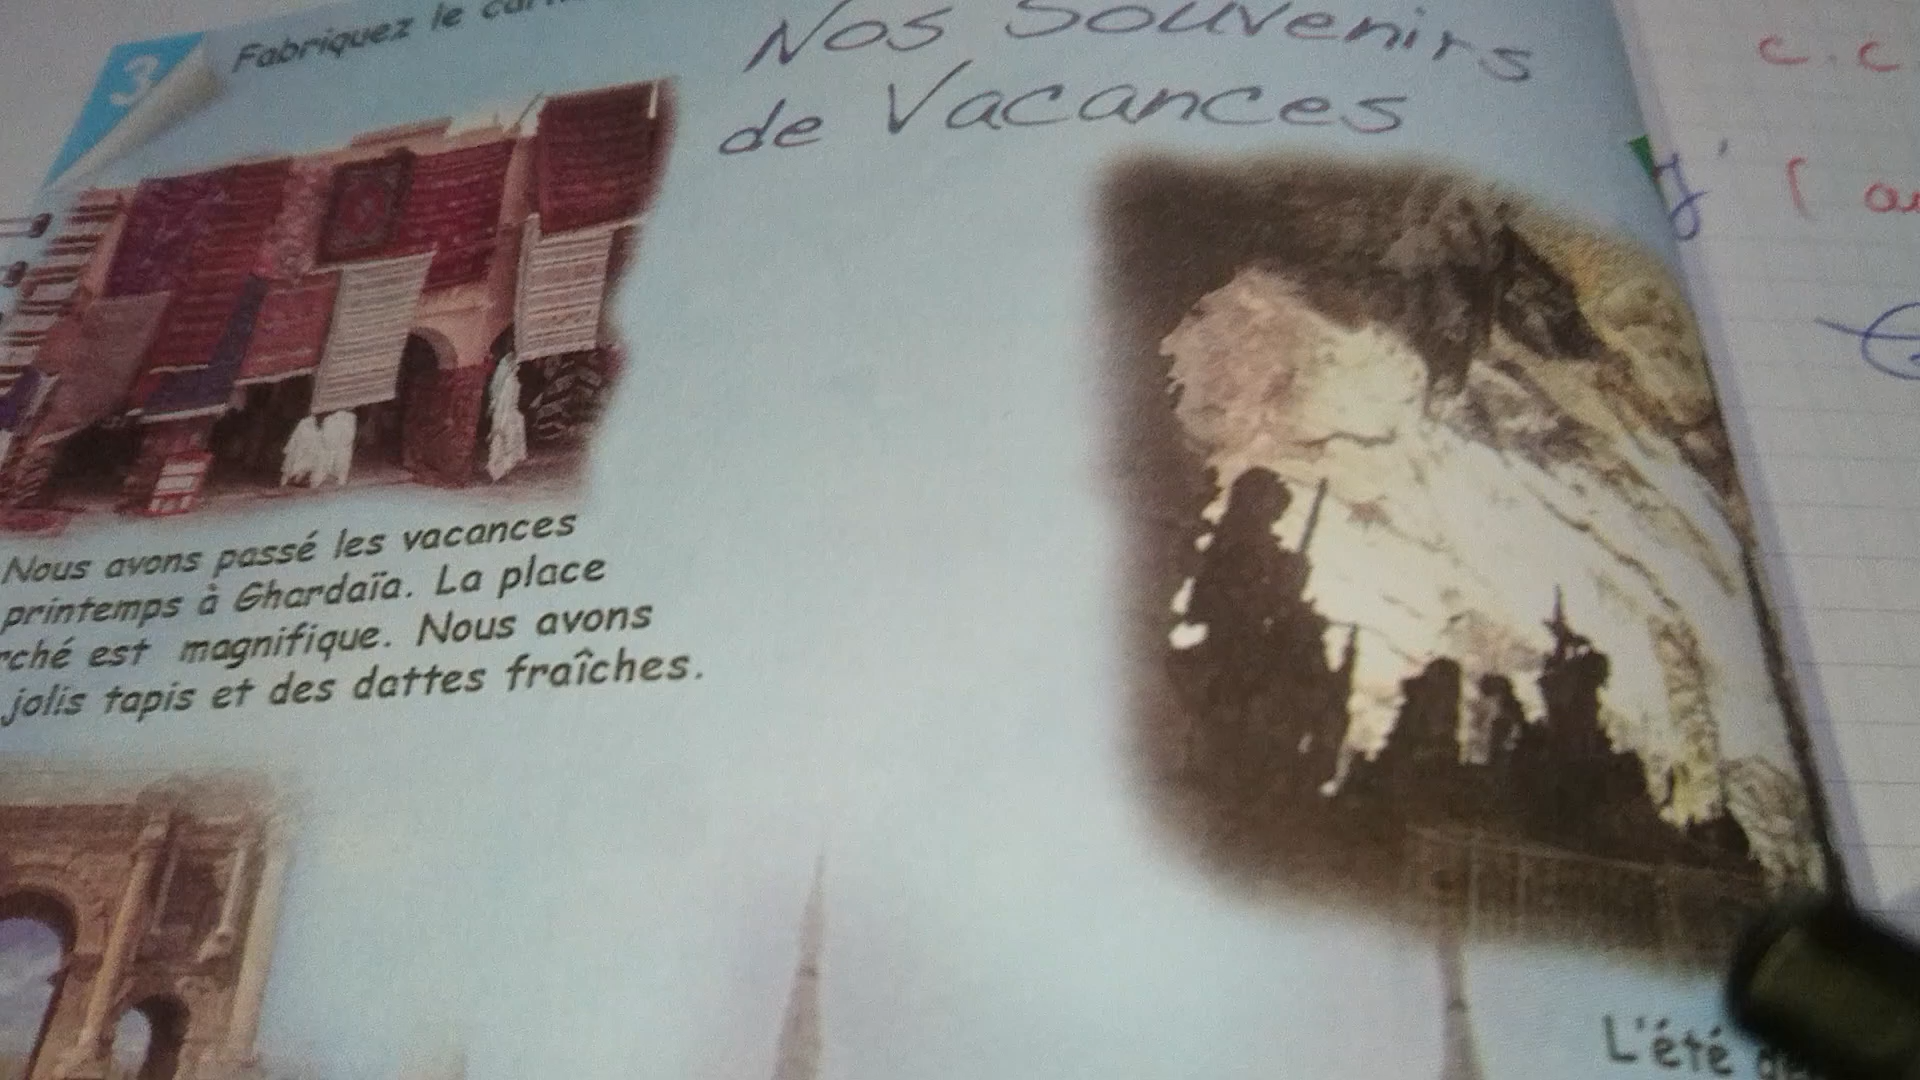 3
Fabriquez le
Nos Souvenirs
de Vacances
Nous avons passé les vacances
printemps à Ghardaïa. La place
est magnifique. Nous avons
jolis tapis et des dattes fraîches.
L'été
c.c
j'